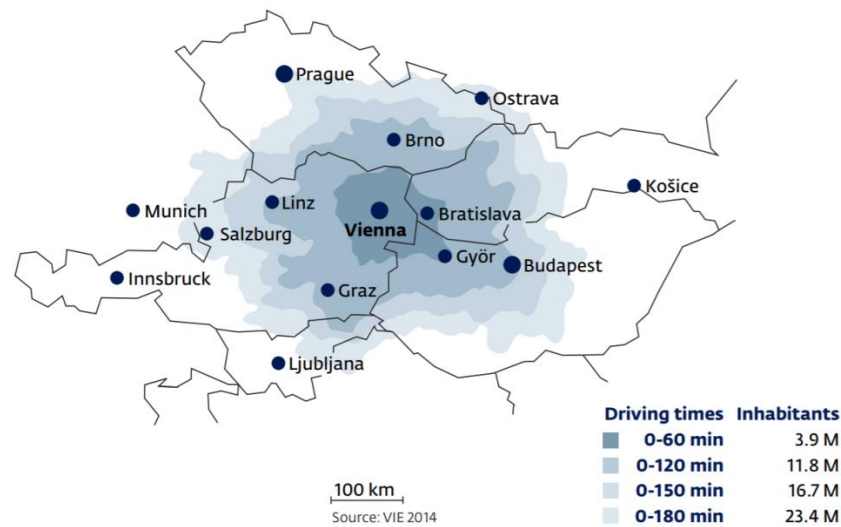 Prague
Ostrava
Brno
Košice
Munich
Linz
Bratislava
Salzburg
Vienna
Györ
Budapest
Innsbruck
Graz
Ljubljana
Driving times Inhabitants
0-60 min 3.9 M
0-120 min 11.8 M
0-150 min 16.7 M
0-180 min 23.4 M
100 km
Source: VIE 2014